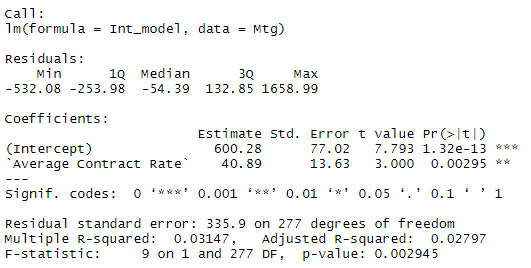 Call:
lm(formula = Int_model, data = Mtg)
Residuals:
Min 1Q Median 3Q Max
-532.08 -253.98 -54.39 132.85 1658.99
Coefficients:
Estimate Std. Error t value Pr(>|t|)
(Intercept) 600.28 77.02 7.793 1.32e-13 ***
`Average Contract Rate` 40.89 13.63 3.000 0.00295 **
---
Signif. codes: 0 ‘***’ 0.001 ‘**’ 0.01 ‘*’ 0.05 ‘.’ 0.1 ‘ ’ 1
Residual standard error: 335.9 on 277 degrees of freedom
Multiple R-squared: 0.03147, Adjusted R-squared: 0.02797
F-statistic: 9 on 1 and 277 DF, p-value: 0.002945